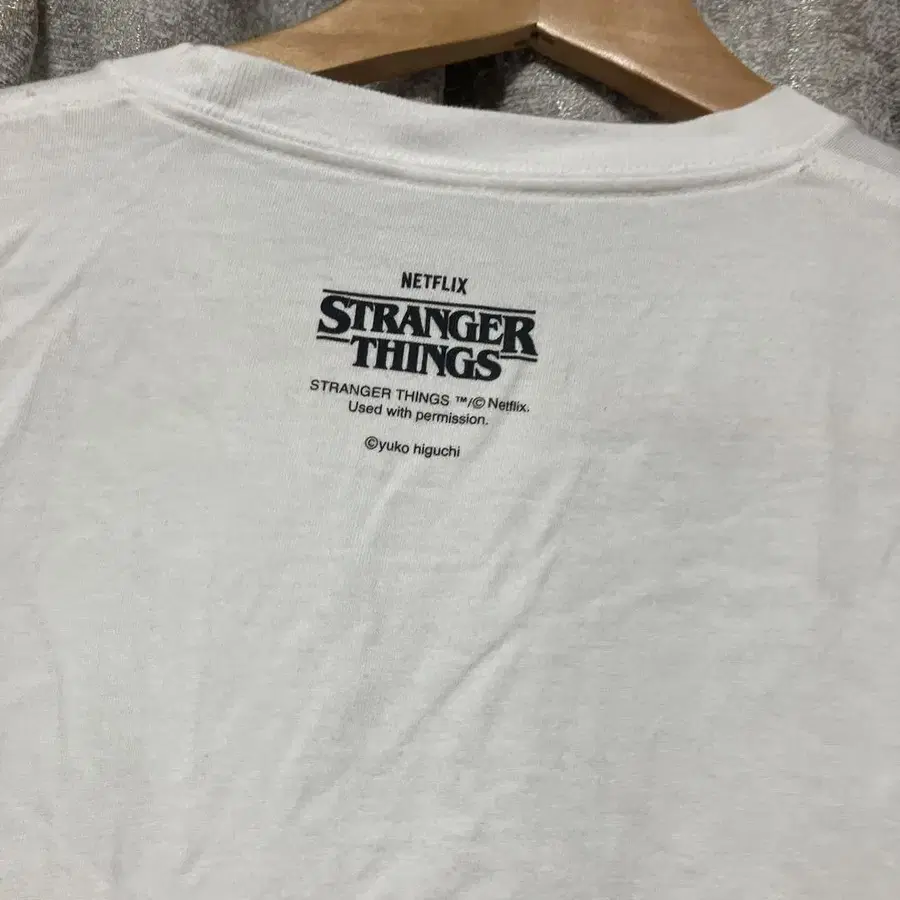 NETFLIX
STRANGER
THINGS
STRANGER THINGS ™/© Netflix.
Used with permission.
©yuko higuchi